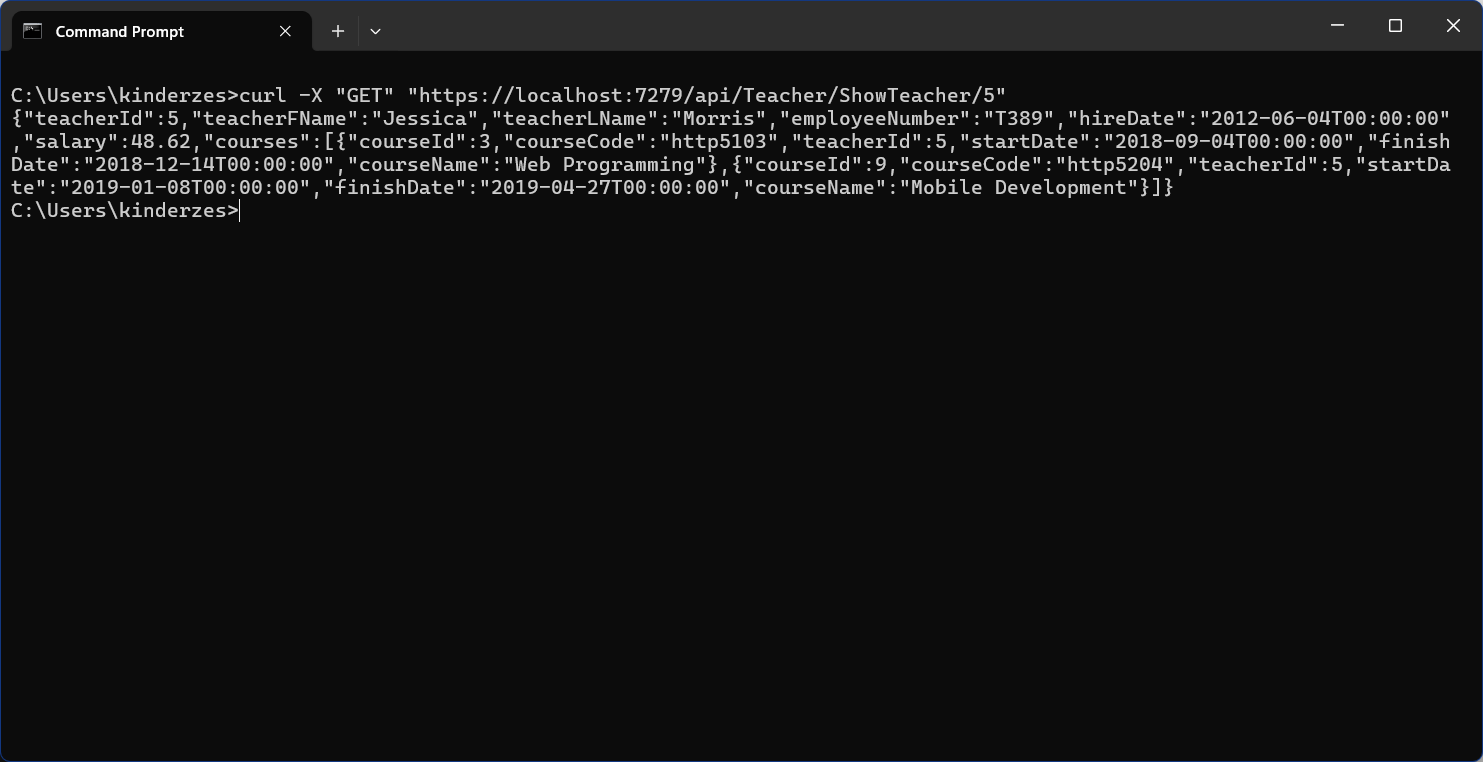 Command Prompt
C:\Users\kinderzes>curl -X "GET" "https://localhost:7279/api/Teacher/ShowTeacher/5"
{"teacherId":5,"teacherFName":"Jessica","teacherLName":"Morris","employeeNumber":"T389","hireDate":"2012-06-04T00:00:00"
,"salary":48.62,"courses":[{"courseId":3,"courseCode":"http5103","teacherId":5,"startDate":"2018-09-04T00:00:00","finish
Date":"2018-12-14T00:00:00","courseName":"Web Programming"},{"courseId":9,"courseCode":"http5204","teacherId":5,"startDa
te":"2019-01-08T00:00:00","finishDate":"2019-04-27T00:00:00","courseName":"Mobile Development"}]}
C:\Users\kinderzes>